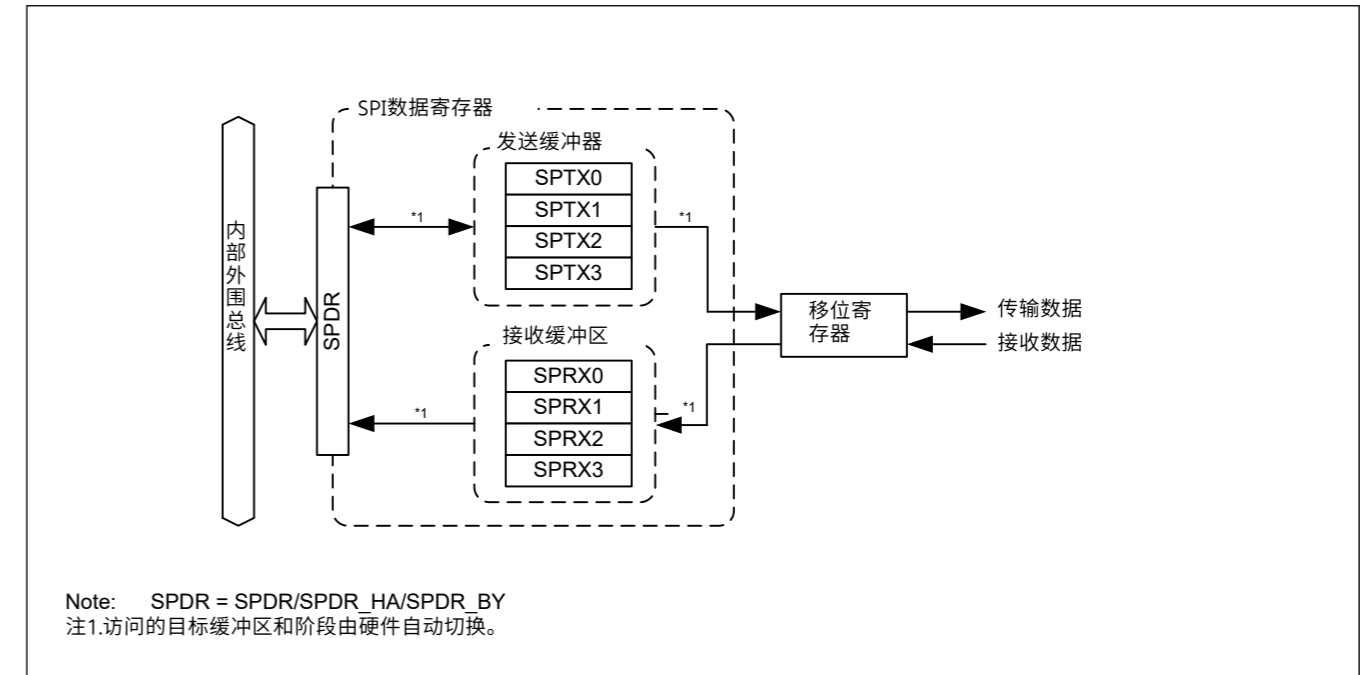 SPI数据寄存器
发送缓冲器
SPTX0
SPTX1
SPTX2
SPTX3
*1
*1
内部外围总线
SPDR
移位寄存器
传输数据
接收数据
接收缓冲区
SPRX0
SPRX1
SPRX2
SPRX3
*1
*1
Note: SPDR = SPDR/SPDR_HA/SPDR_BY
注1.访问的目标缓冲区和阶段由硬件自动切换。